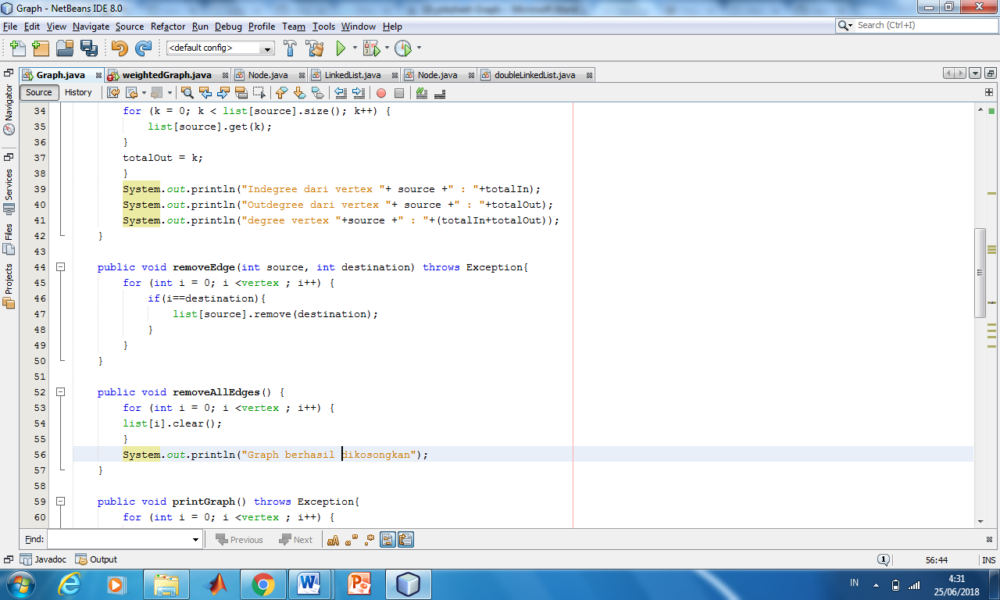 Graph - NetBeans IDE 8.0
File Edit View Navigate Source Refactor Run Debug Profile Team Tools Window Help
Search (Ctrl+I)
<default config>
Graph.java weightedGraph.java Node.java LinkedList.java Node.java doubleLinkedList.java
Source History
Navigator
Services
Files
Projects
34 for (k = 0; k < list[source].size(); k++) {
35 list[source].get(k);
36 }
37 totalOut = k;
38 }
39 System.out.println("Indegree dari vertex "+ source +" : "+totalIn);
40 System.out.println("Outdegree dari vertex "+ source +" : "+totalOut);
41 System.out.println("degree vertex "+source +" : "+(totalIn+totalOut));
42 }
43
44 public void removeEdge(int source, int destination) throws Exception{
45 for (int i = 0; i <vertex ; i++) {
46 if(i==destination){
47 list[source].remove(destination);
48 }
49 }
50 }
51
52 public void removeAllEdges() {
53 for (int i = 0; i <vertex ; i++) {
54 list[i].clear();
55 }
56 System.out.println("Graph berhasil dikosongkan");
57 }
58
59 public void printGraph() throws Exception{
60 for (int i = 0; i <vertex ; i++) {
Find: Previous Next aA
Javadoc Output 1 56:44 INS
IN 4:31
25/06/2018